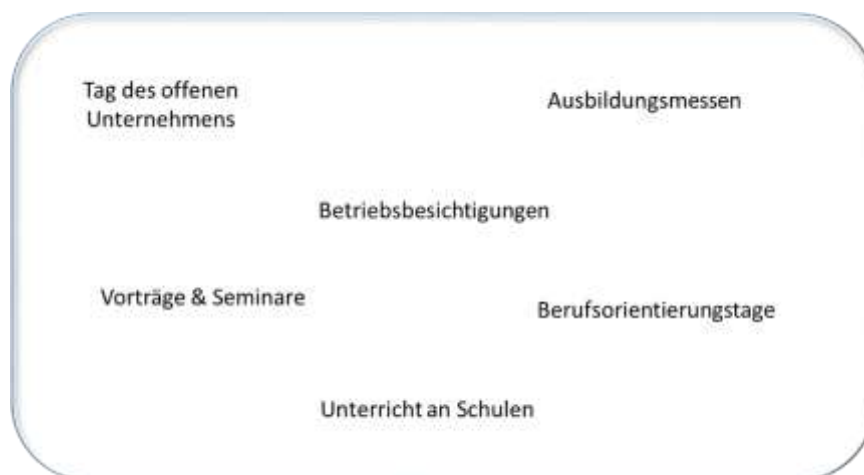 Tag des offenen
Unternehmens
Ausbildungsmessen
Betriebsbesichtigungen
Vorträge & Seminare
Berufsorientierungstage
Unterricht an Schulen